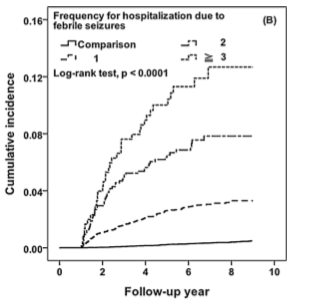 Frequency for hospitalization due to (B)
febrile seizures
Comparison 2
1 ≥ 3
Log-rank test, p < 0.0001
0.16
0.12
0.08
0.04
0.00
Cumulative incidence
0 2 4 6 8 10
Follow-up year